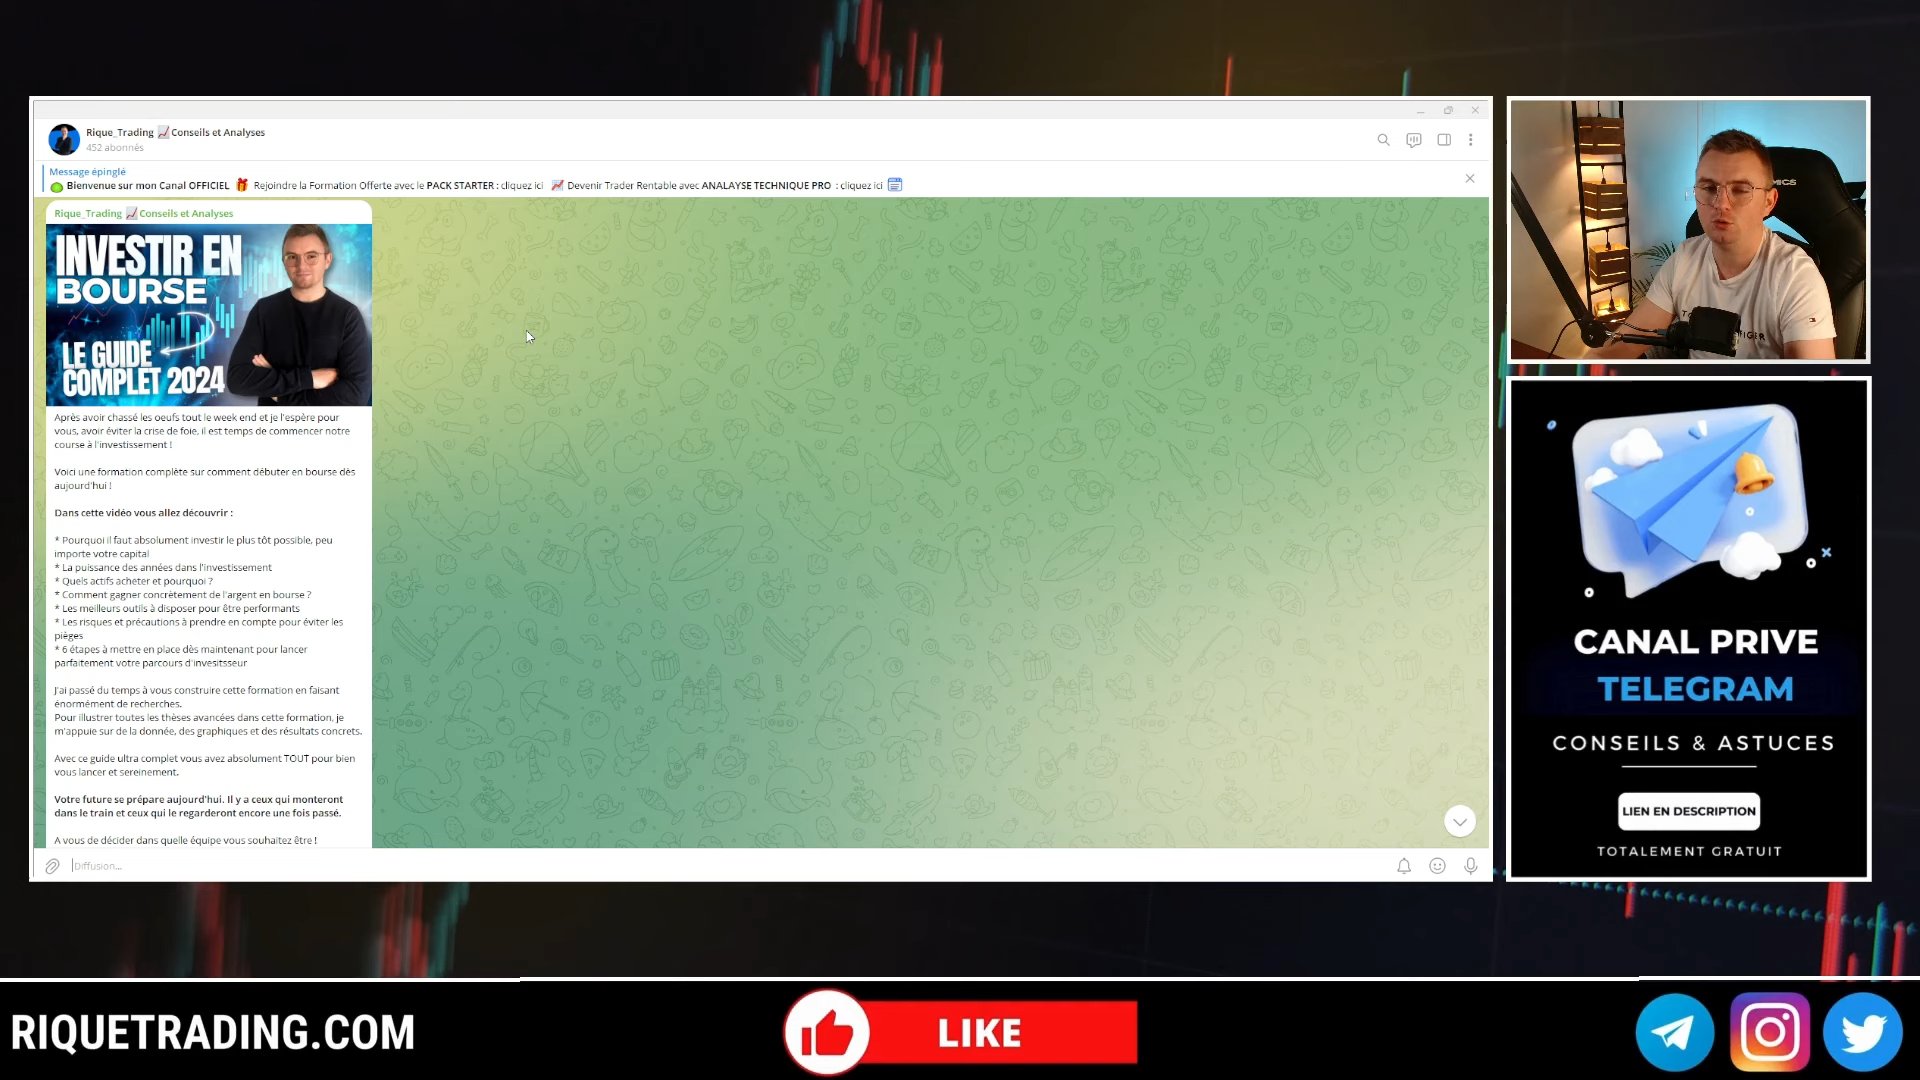 Rique_Trading 📈Conseils et Analyses
452 abonnés
Message épinglé
🟢 Bienvenue sur mon Canal OFFICIEL 🎁 Rejoindre la Formation Offerte avec le PACK STARTER : cliquez ici 📈 Devenir Trader Rentable avec ANALAYSE TECHNIQUE PRO : cliquez ici
Rique_Trading 📈Conseils et Analyses
INVESTIR EN
BOURSE
LE GUIDE
COMPLET 2024
Après avoir chassé les oeufs tout le week end et je l'espère pour
vous, avoir éviter la crise de foie, il est temps de commencer notre
course à l'investissement !
Voici une formation complète sur comment débuter en bourse dès
aujourd'hui !
Dans cette vidéo vous allez découvrir :
* Pourquoi il faut absolument investir le plus tôt possible, peu
importe votre capital
* La puissance des années dans l'investissement
* Quels actifs acheter et pourquoi ?
* Comment gagner concrètement de l'argent en bourse ?
* Les meilleurs outils à disposer pour être performants
* Les risques et précautions à prendre en compte pour éviter les
pièges
* 6 étapes à mettre en place dès maintenant pour lancer
parfaitement votre parcours d'invesitsseur
J'ai passé du temps à vous construire cette formation en faisant
énormément de recherches.
Pour illustrer toutes les thèses avancées dans cette formation, je
m'appuie sur de la donnée, des graphiques et des résultats concrets.
Avec ce guide ultra complet vous avez absolument TOUT pour bien
vous lancer et sereinement.
Votre future se prépare aujourd'hui. Il y a ceux qui monteront
dans le train et ceux qui le regarderont encore une fois passé.
A vous de décider dans quelle équipe vous souhaitez être !
Diffusion...
CANAL PRIVE
TELEGRAM
CONSEILS & ASTUCES
LIEN EN DESCRIPTION
TOTALEMENT GRATUIT
RIQUETRADING.COM
LIKE